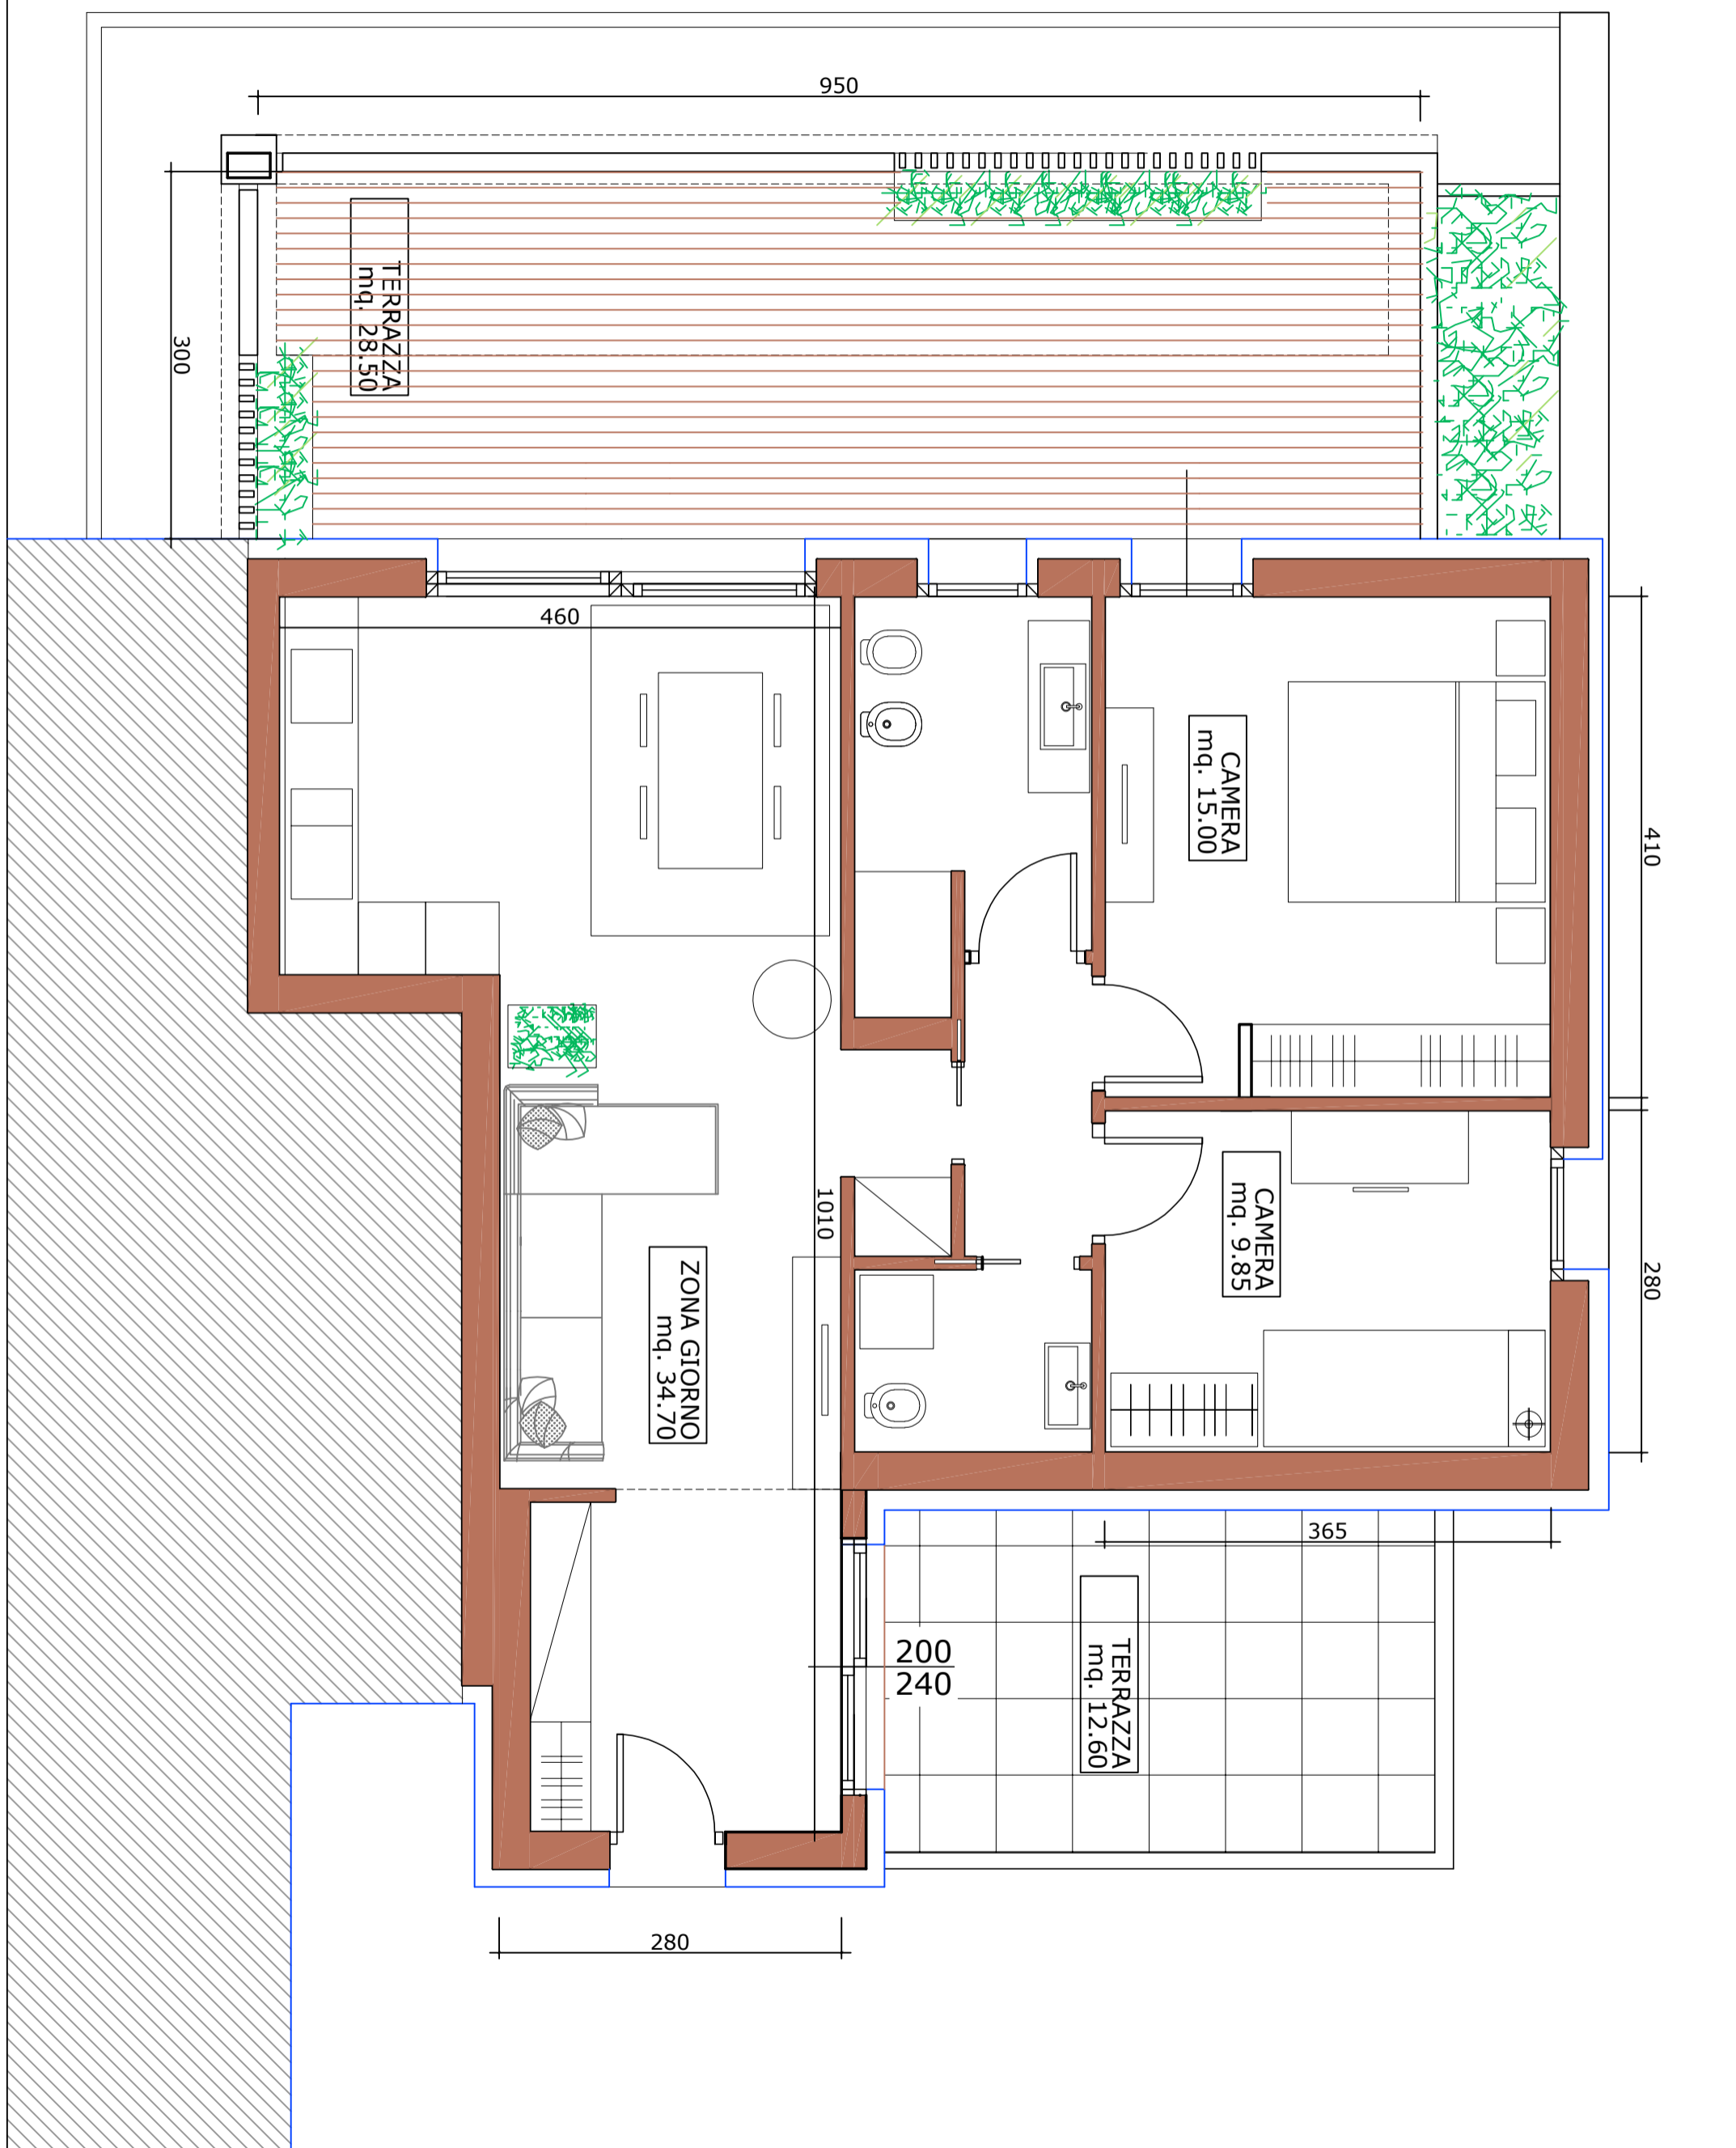 950
TERRAZZA
mq. 28.50
300
460
410
CAMERA
mq. 15.00
1010
CAMERA
mq. 9.85
280
ZONA GIORNO
mq. 34.70
365
200
240
TERRAZZA
mq. 12.60
280